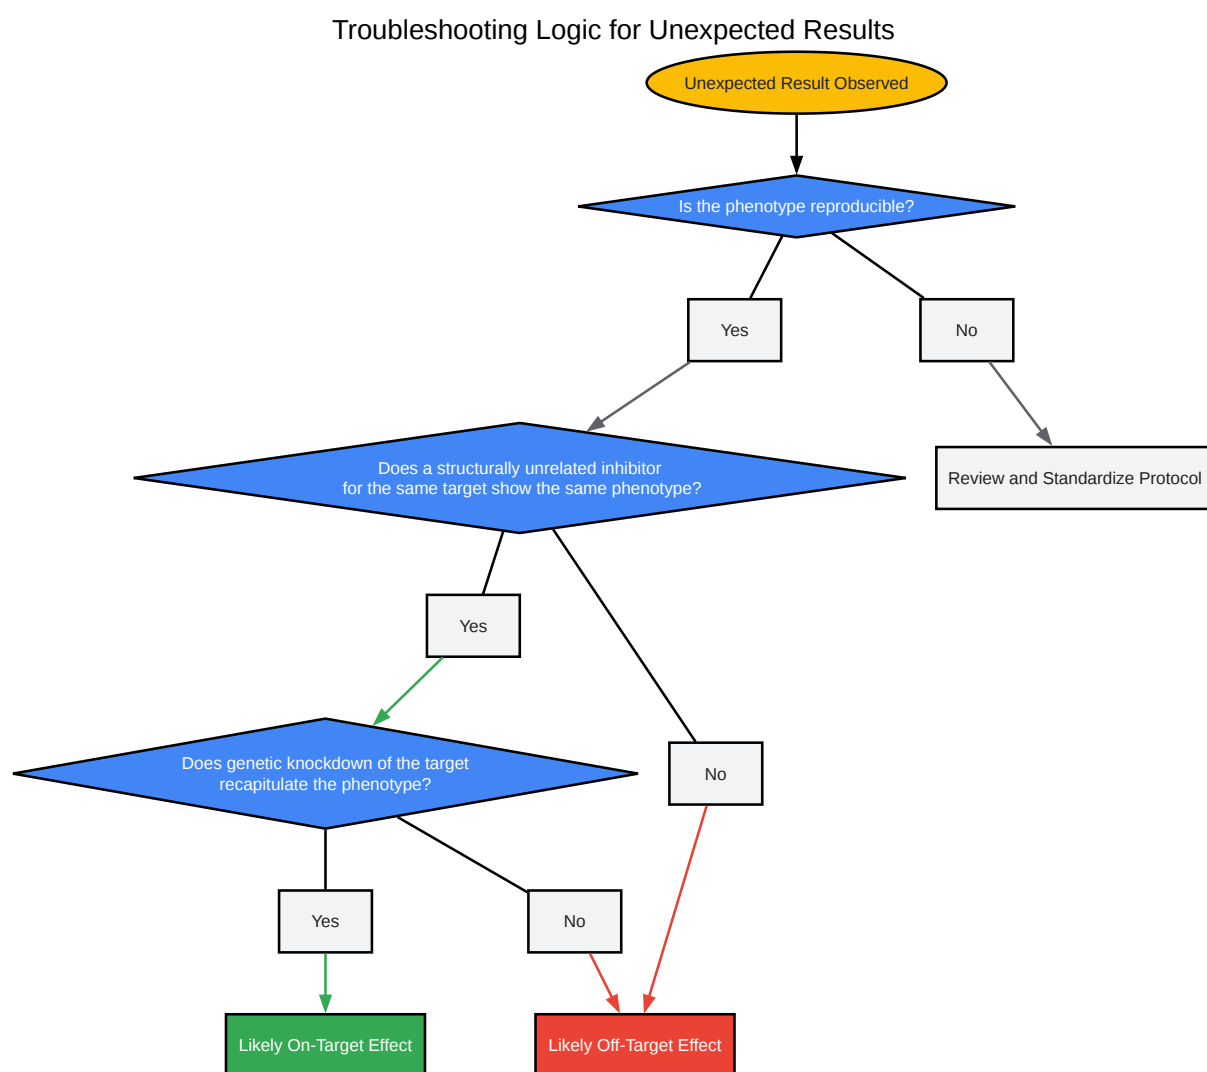 Troubleshooting Logic for Unexpected Results
Unexpected Result Observed
Is the phenotype reproducible?
Yes
No
Does a structurally unrelated inhibitor
for the same target show the same phenotype?
Review and Standardize Protocol
Yes
No
Does genetic knockdown of the target
recapitulate the phenotype?
Yes
No
Likely On-Target Effect
Likely Off-Target Effect